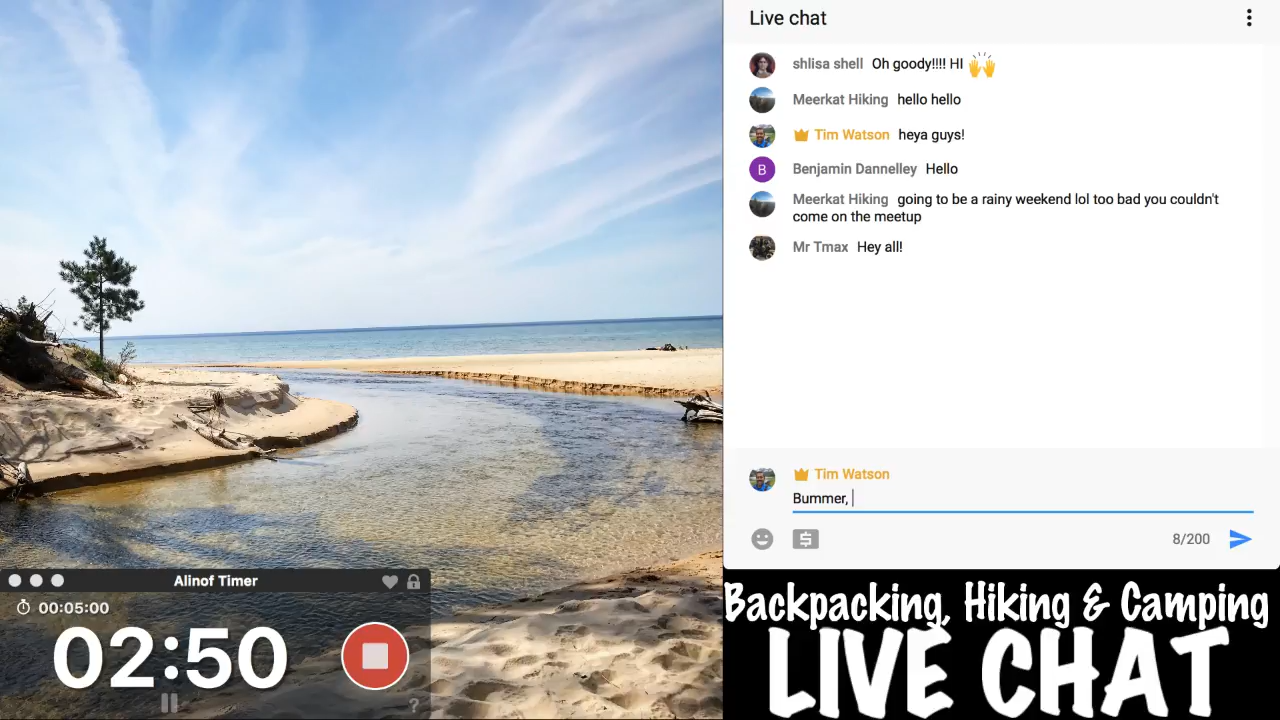 Live chat
shlisa shell Oh goody!!!! HI 🙌
Meerkat Hiking hello hello
Tim Watson heya guys!
B Benjamin Dannelley Hello
Meerkat Hiking going to be a rainy weekend lol too bad you couldn't
come on the meetup
Mr Tmax Hey all!
Tim Watson
Bummer,
8/200
Alinof Timer
00:05:00
02:50
?
Backpacking, Hiking & Camping
LIVE CHAT